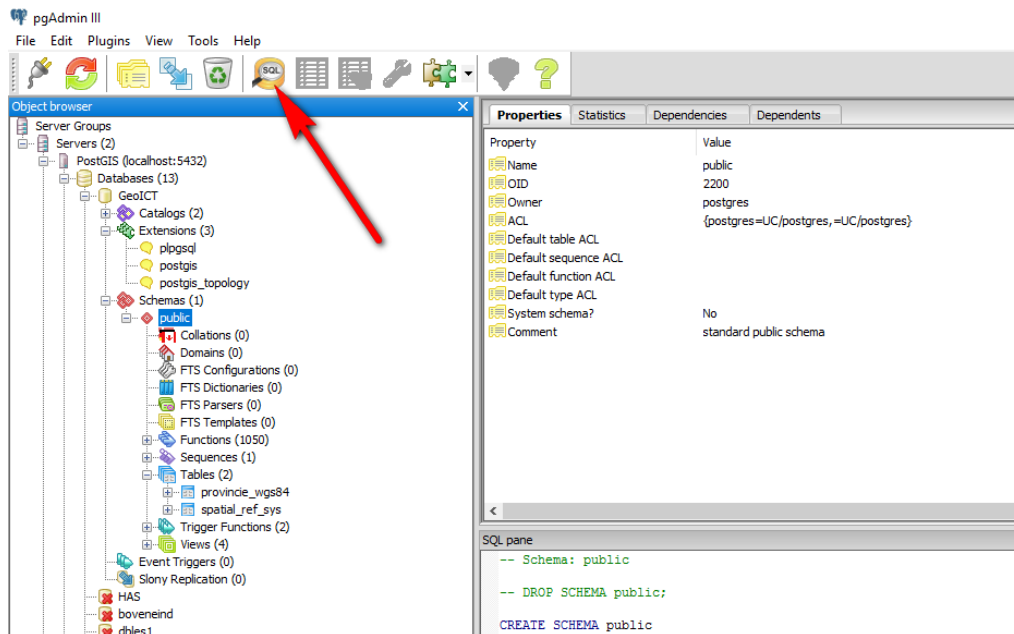 pgAdmin III
File Edit Plugins View Tools Help
SQL
Object browser
Server Groups
Servers (2)
PostGIS (localhost:5432)
Databases (13)
GeoICT
Catalogs (2)
Extensions (3)
plpgsql
postgis
postgis_topology
Schemas (1)
public
Collations (0)
Domains (0)
FTS Configurations (0)
FTS Dictionaries (0)
FTS Parsers (0)
FTS Templates (0)
Functions (1050)
Sequences (1)
Tables (2)
provincie_wgs84
spatial_ref_sys
Trigger Functions (2)
Views (4)
Event Triggers (0)
Slony Replication (0)
HAS
boveneind
dbles1
Properties Statistics Dependencies Dependents
Property Value
Name public
OID 2200
Owner postgres
ACL {postgres=UC/postgres,=UC/postgres}
Default table ACL
Default sequence ACL
Default function ACL
Default type ACL
System schema? No
Comment standard public schema
SQL pane
-- Schema: public
-- DROP SCHEMA public;
CREATE SCHEMA public